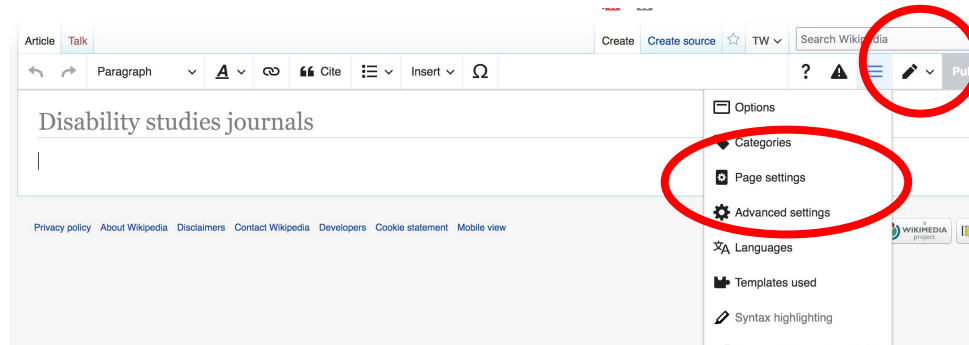 Article Talk Create Create source TW Search Wikipedia
Paragraph A Cite Insert Ω ?
Disability studies journals
Options
Categories
Page settings
Advanced settings
Languages
Templates used
Syntax highlighting
Privacy policy About Wikipedia Disclaimers Contact Wikipedia Developers Cookie statement Mobile view
A WIKIMEDIA
project